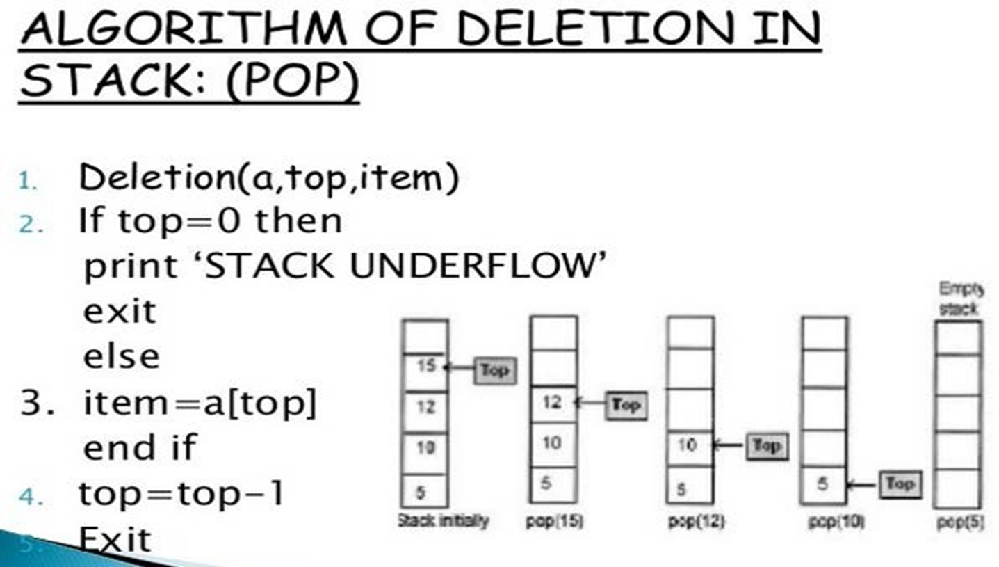 ALGORITHM OF DELETION IN
STACK: (POP)
1. Deletion(a,top,item)
2. If top=0 then
print ‘STACK UNDERFLOW’
exit
else
3. item=a[top]
end if
4. top=top-1
5. Exit
15
12
10
5
Top
Stack initially
12
10
5
Top
pop(15)
10
5
Top
pop(12)
5
Top
pop(10)
Empty
stack
pop(5)